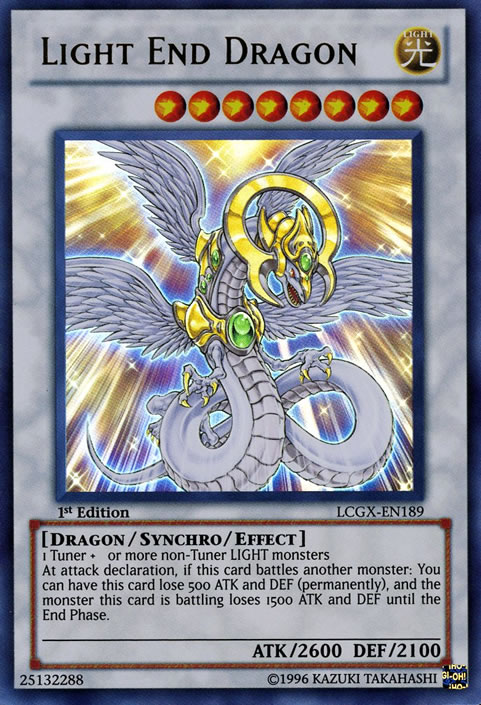 LIGHT END DRAGON
LIGHT
光
1st Edition
LCGX-EN189
[DRAGON/SYNCHRO/EFFECT]
1 Tuner + or more non-Tuner LIGHT monsters
At attack declaration, if this card battles another monster: You
can have this card lose 500 ATK and DEF (permanently), and the
monster this card is battling loses 1500 ATK and DEF until the
End Phase.
ATK/2600 DEF/2100
25132288
©1996 KAZUKI TAKAHASHI
GI-OH!